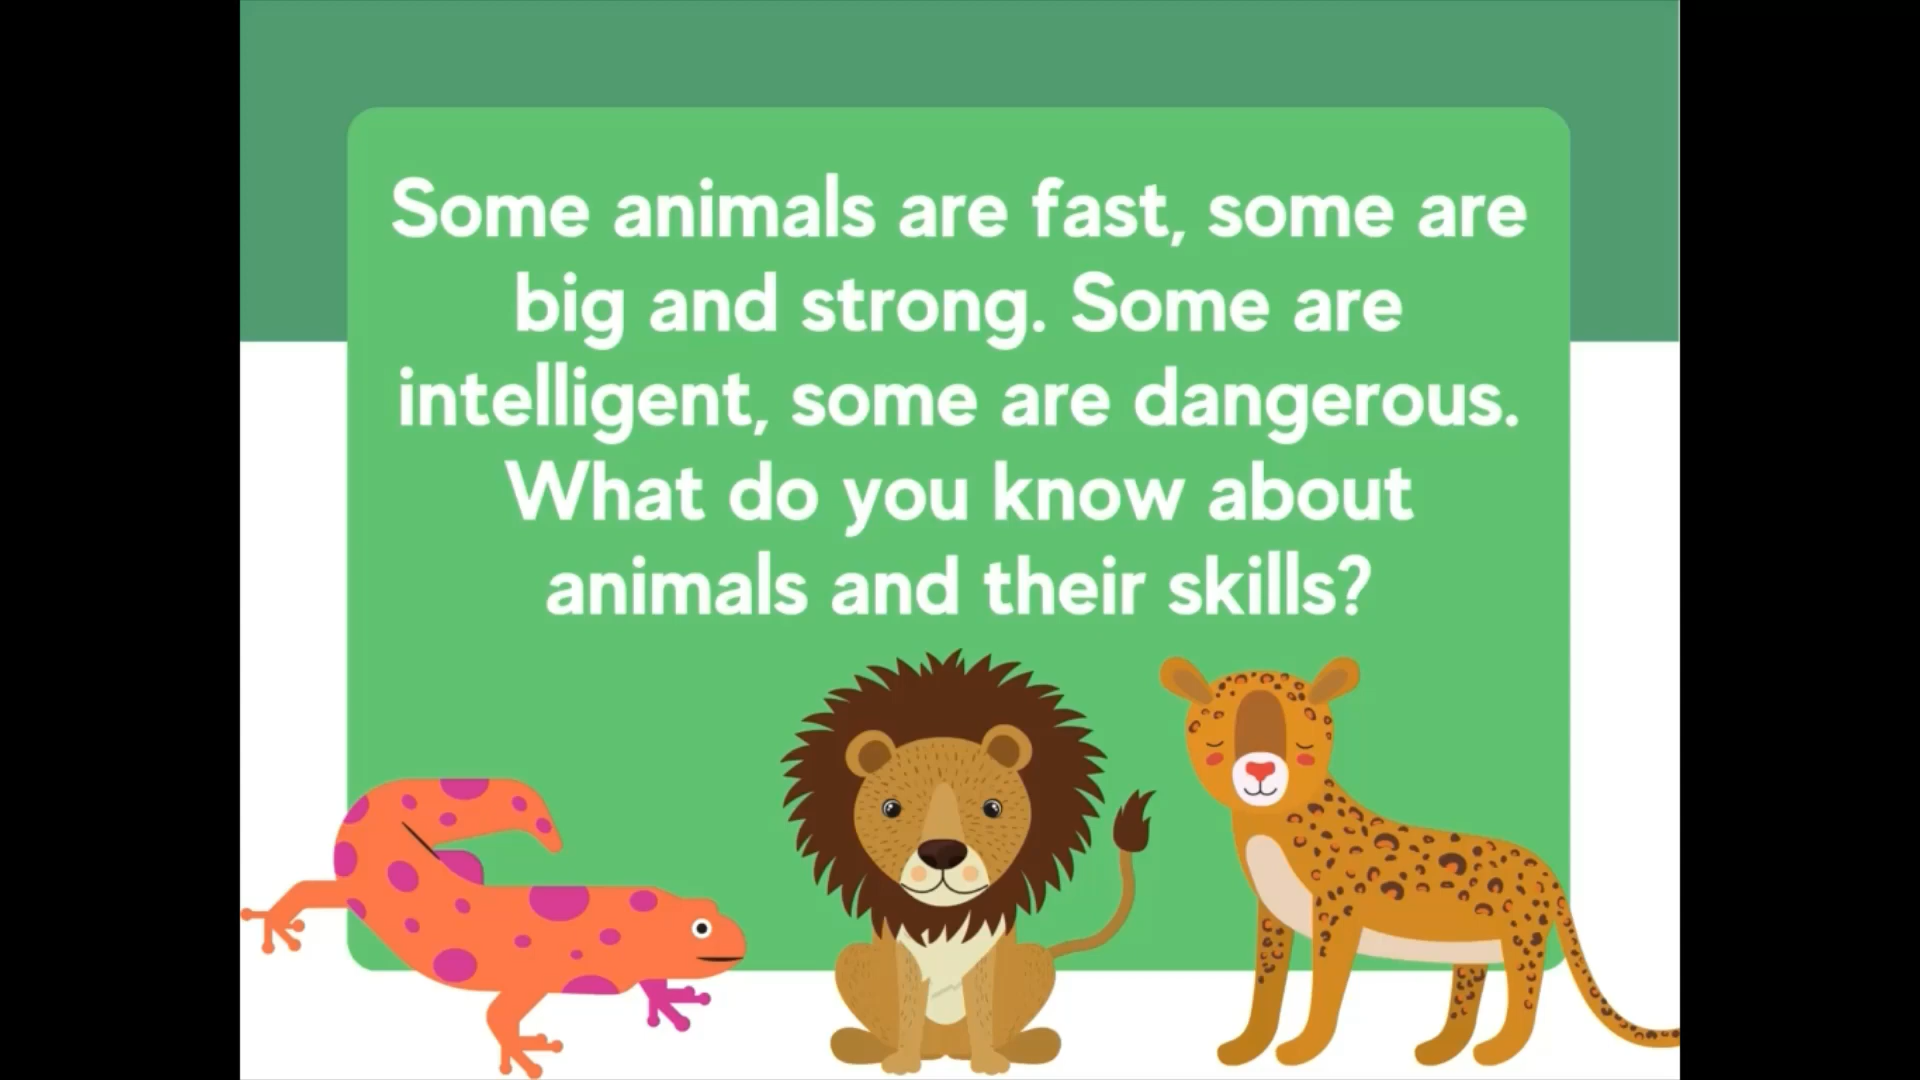 Some animals are fast, some are
big and strong. Some are
intelligent, some are dangerous.
What do you know about
animals and their skills?